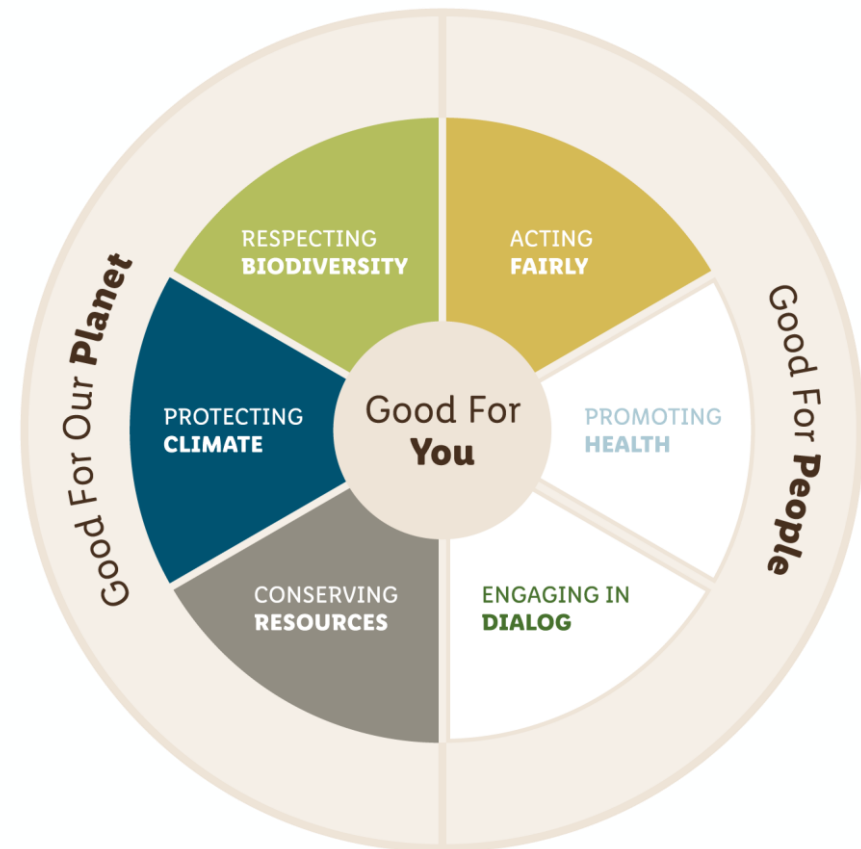 RESPECTING
BIODIVERSITY
ACTING
FAIRLY
Good For Our Planet
PROTECTING
CLIMATE
Good For
You
PROMOTING
HEALTH
Good For People
CONSERVING
RESOURCES
ENGAGING IN
DIALOG